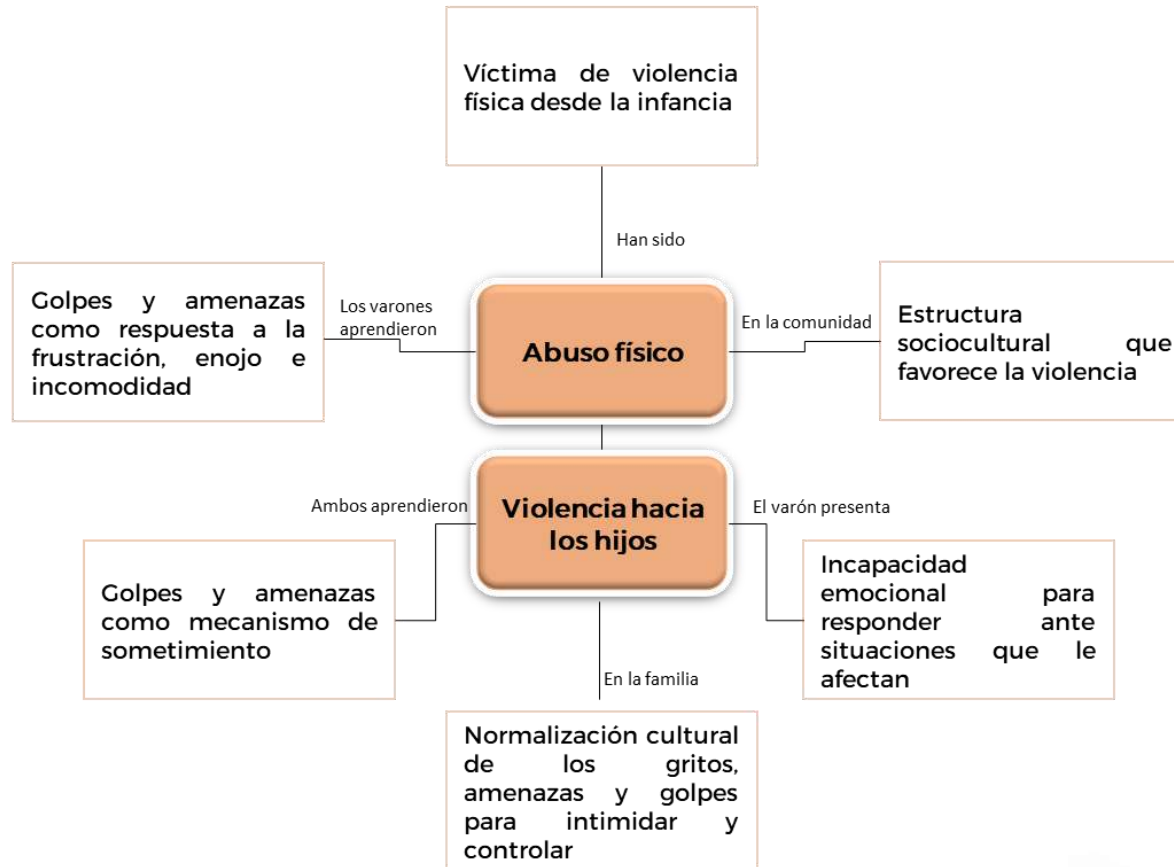 Víctima de violencia
física desde la infancia
Han sido
Golpes y amenazas
como respuesta a la
frustración, enojo e
incomodidad
Los varones
aprendieron
Abuso físico
En la comunidad
Estructura
sociocultural que
favorece la violencia
Ambos aprendieron
Violencia hacia
los hijos
El varón presenta
Golpes y amenazas
como mecanismo de
sometimiento
Incapacidad
emocional para
responder ante
situaciones que le
afectan
En la familia
Normalización cultural
de los gritos,
amenazas y golpes
para intimidar y
controlar